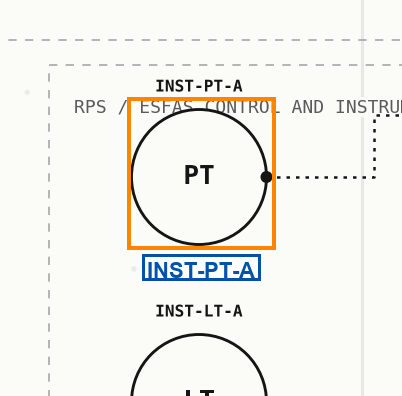 INST-PT-A
RPS / ESFAS CONTROL AND INSTRU
PT
INST-PT-A
INST-LT-A